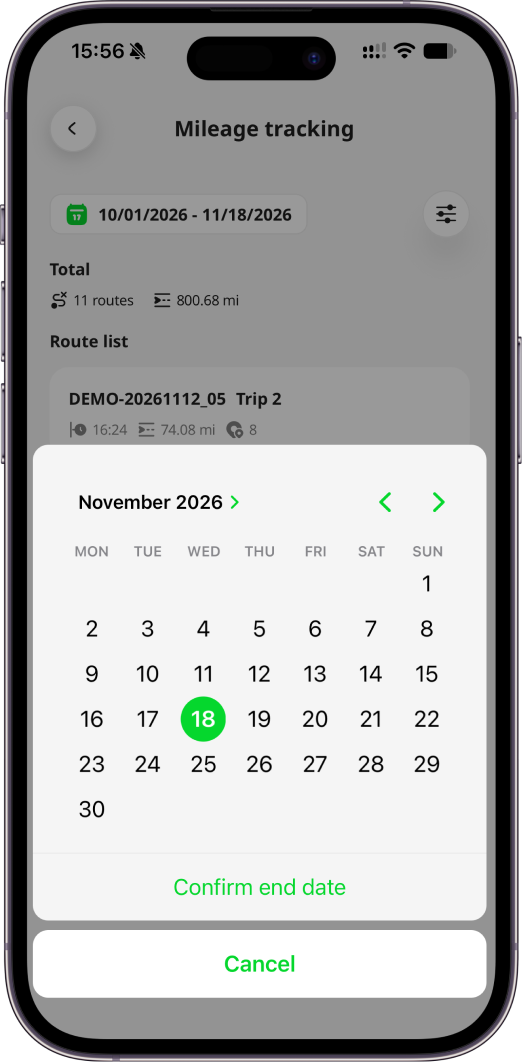 15:56
Mileage tracking
17 10/01/2026 - 11/18/2026
Total
11 routes 800.68 mi
Route list
DEMO-20261112_05 Trip 2
16:24 74.08 mi 8
November 2026
MON TUE WED THU FRI SAT SUN
1
2 3 4 5 6 7 8
9 10 11 12 13 14 15
16 17 18 19 20 21 22
23 24 25 26 27 28 29
30
Confirm end date
Cancel